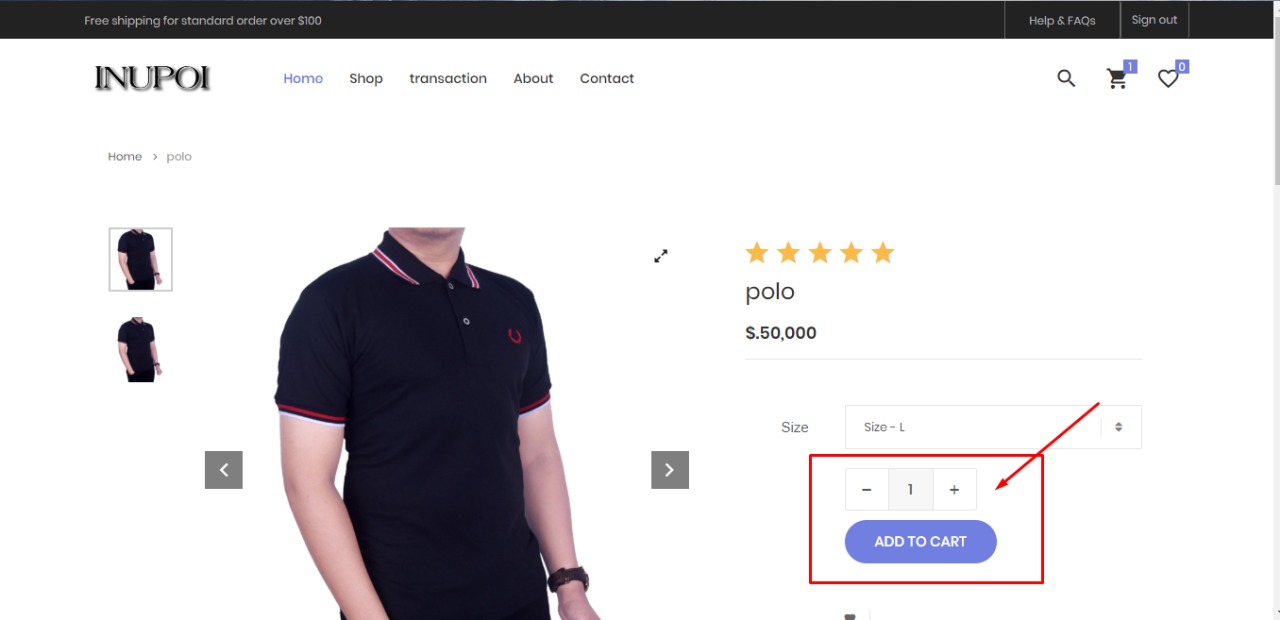 Free shipping for standard order over $100
Help & FAQs
Sign out
INUPOI
Home
Shop
transaction
About
Contact
1
0
Home > polo
polo
$.50,000
Size
Size - L
- 1 +
ADD TO CART